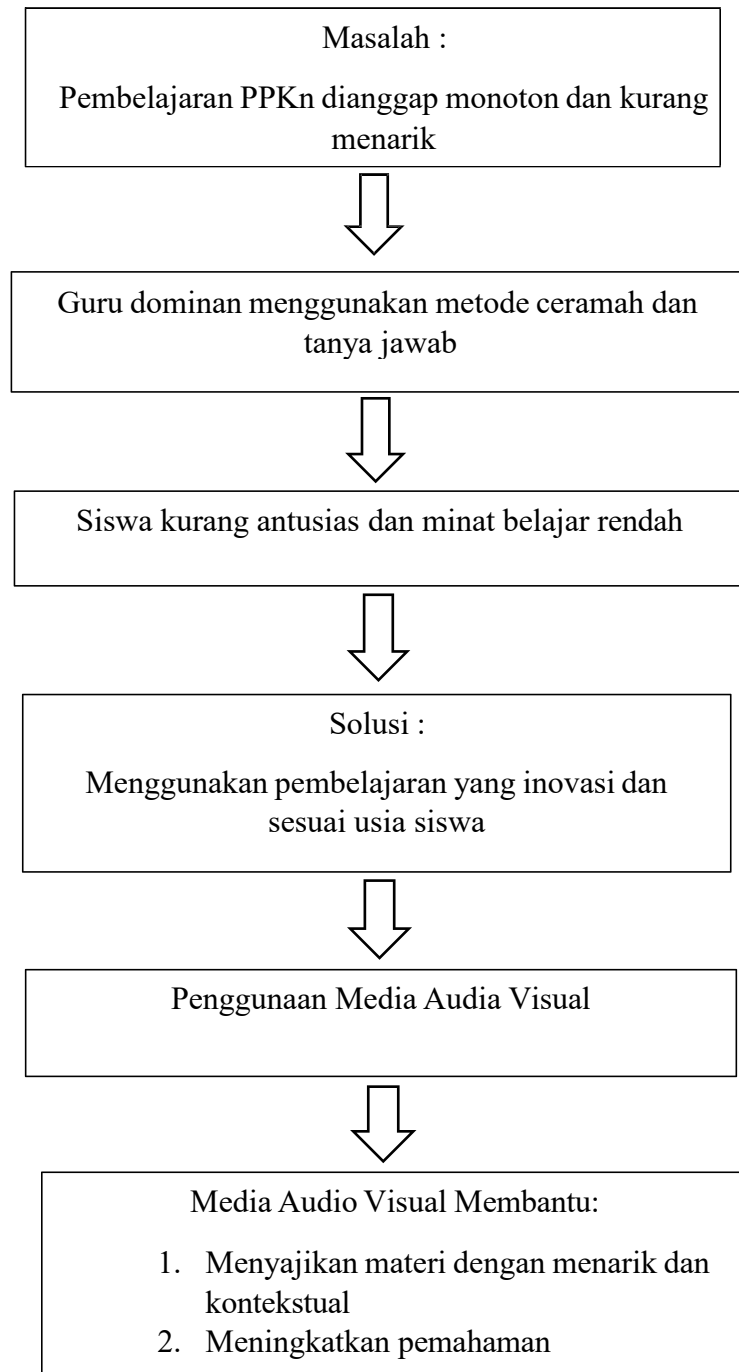 Masalah :
Pembelajaran PPKn dianggap monoton dan kurang
menarik
Guru dominan menggunakan metode ceramah dan
tanya jawab
Siswa kurang antusias dan minat belajar rendah
Solusi :
Menggunakan pembelajaran yang inovasi dan
sesuai usia siswa
Penggunaan Media Audia Visual
Media Audio Visual Membantu:
1. Menyajikan materi dengan menarik dan
kontekstual
2. Meningkatkan pemahaman